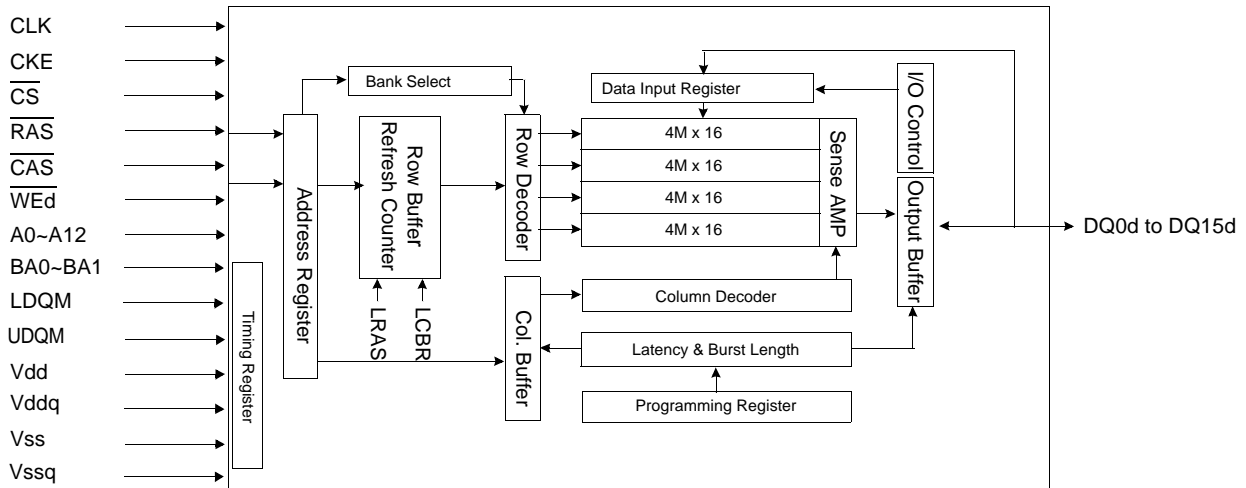 CLK
CKE
CS
RAS
CAS
WEd
A0~A12
BA0~BA1
LDQM
UDQM
Vdd
Vddq
Vss
Vssq
Timing Register
Address Register
Bank Select
Row Buffer
Refresh Counter
LRAS
LCBR
Row Decoder
Col. Buffer
Data Input Register
4M x 16
4M x 16
4M x 16
4M x 16
Sense AMP
Column Decoder
Latency & Burst Length
Programming Register
I/O Control
Output Buffer
DQ0d to DQ15d